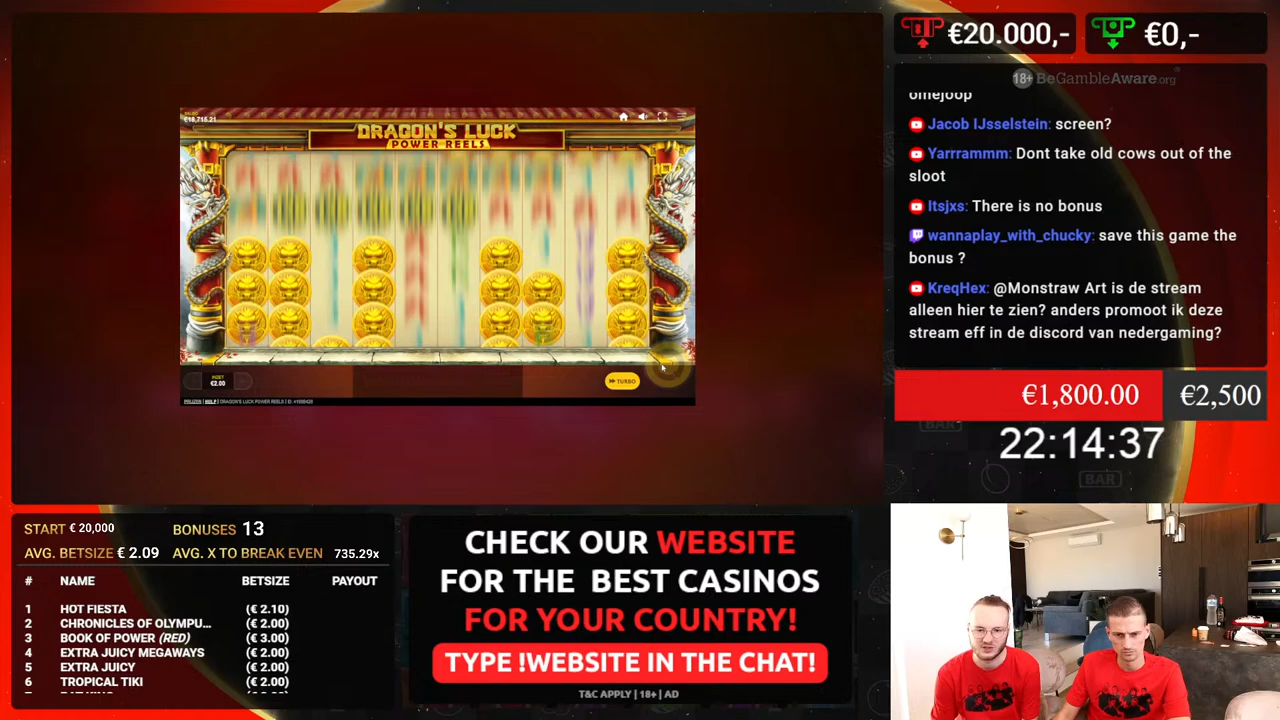 €20.000,-
€0,-
18+ BeGambleAware.org
omejoop
Jacob IJsselstein: screen?
Yarrrammm: Dont take old cows out of the
sloot
Itsjxs: There is no bonus
wannaplay_with_chucky: save this game the
bonus ?
KreqHex: @Monstraw Art is de stream
alleen hier te zien? anders promoot ik deze
stream eff in de discord van nedergaming?
€1,800.00
€2,500
22:14:37
BAR
BAR
DRAGON'S LUCK
POWER REELS
INZET
€2.00
TURBO
START € 20,000
BONUSES 13
AVG. BETSIZE € 2.09
AVG. X TO BREAK EVEN 735.29x
# NAME BETSIZE PAYOUT
1 HOT FIESTA (€ 2.10)
2 CHRONICLES OF OLYMPU... (€ 2.00)
3 BOOK OF POWER (RED) (€ 3.00)
4 EXTRA JUICY MEGAWAYS (€ 2.00)
5 EXTRA JUICY (€ 2.00)
6 TROPICAL TIKI (€ 2.00)
CHECK OUR WEBSITE
FOR THE BEST CASINOS
FOR YOUR COUNTRY!
TYPE !WEBSITE IN THE CHAT!
T&C APPLY | 18+ | AD